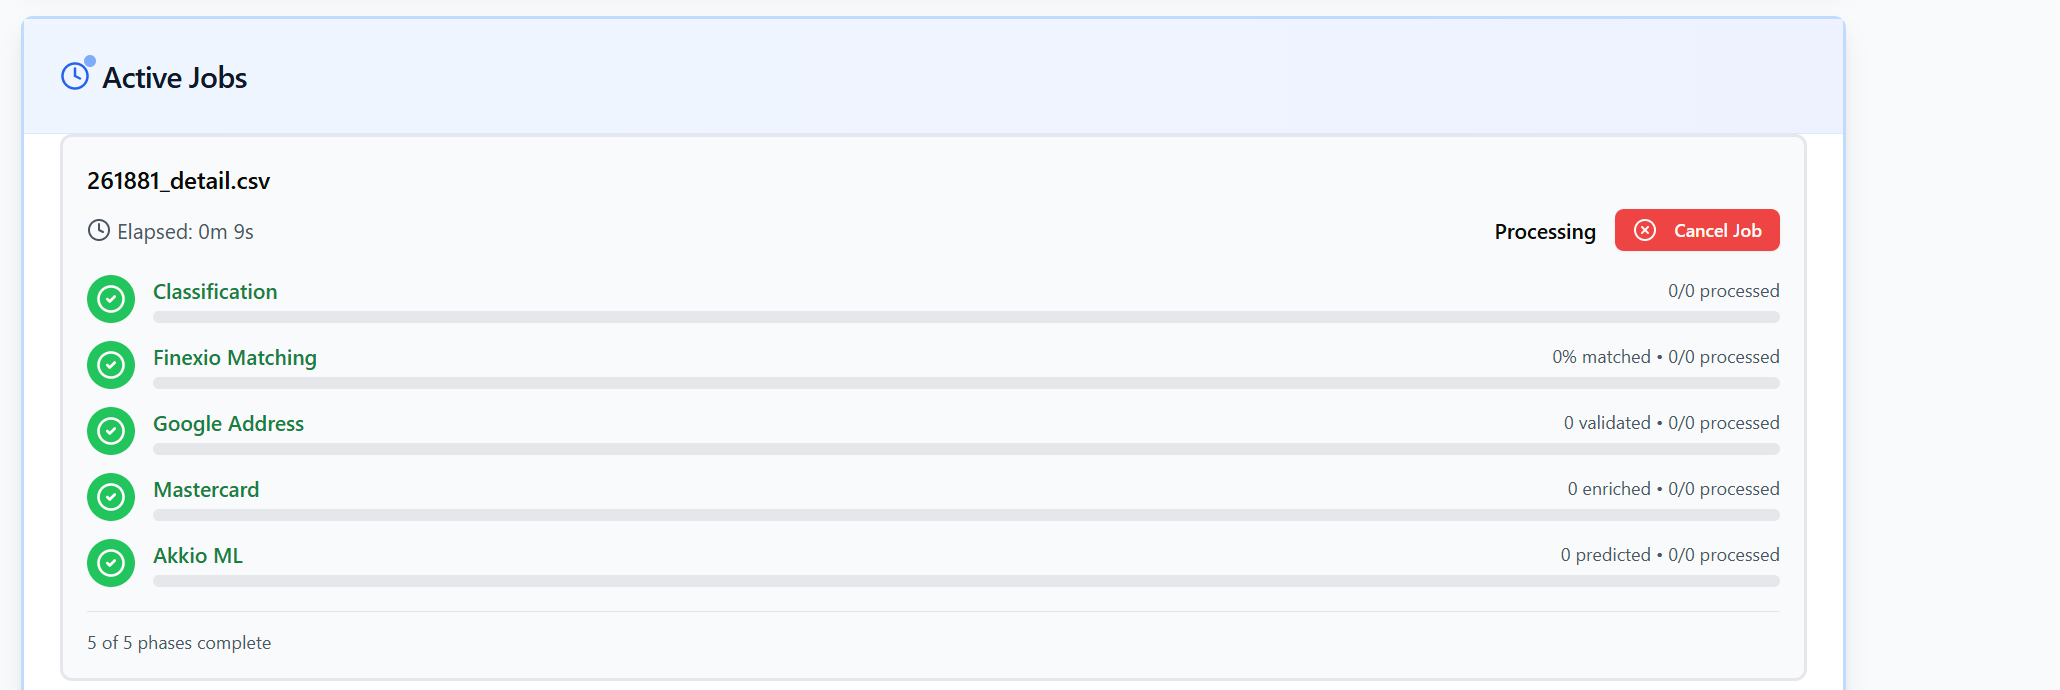 Active Jobs
261881_detail.csv
Elapsed: 0m 9s
Processing
Cancel Job
Classification
0/0 processed
Finexio Matching
0% matched • 0/0 processed
Google Address
0 validated • 0/0 processed
Mastercard
0 enriched • 0/0 processed
Akkio ML
0 predicted • 0/0 processed
5 of 5 phases complete